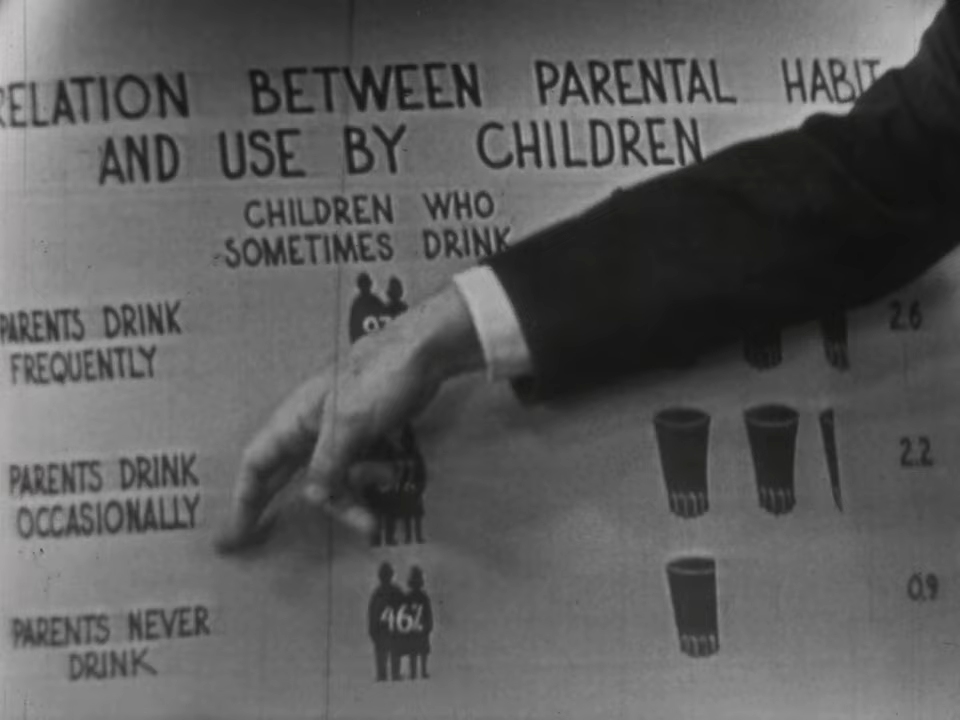 RELATION BETWEEN PARENTAL HABIT
AND USE BY CHILDREN
CHILDREN WHO
SOMETIMES DRINK
PARENTS DRINK
FREQUENTLY
2.6
PARENTS DRINK
OCCASIONALLY
2.2
PARENTS NEVER
DRINK
46%
0.9